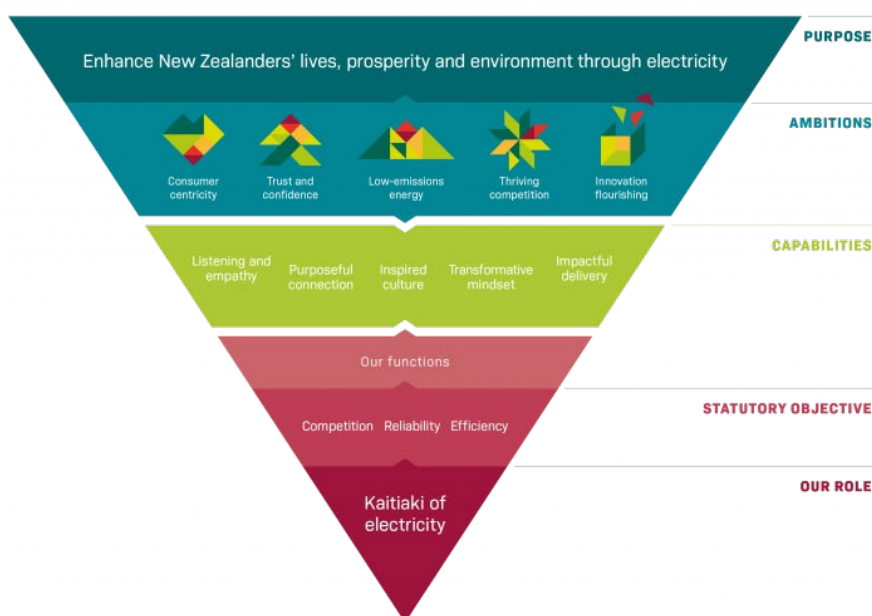 PURPOSE
Enhance New Zealanders' lives, prosperity and environment through electricity
AMBITIONS
Consumer
centricity
Trust and
confidence
Low-emissions
energy
Thriving
competition
Innovation
flourishing
CAPABILITIES
Listening and
empathy
Purposeful
connection
Inspired
culture
Transformative
mindset
Impactful
delivery
Our functions
STATUTORY OBJECTIVE
Competition Reliability Efficiency
OUR ROLE
Kaitiaki of
electricity